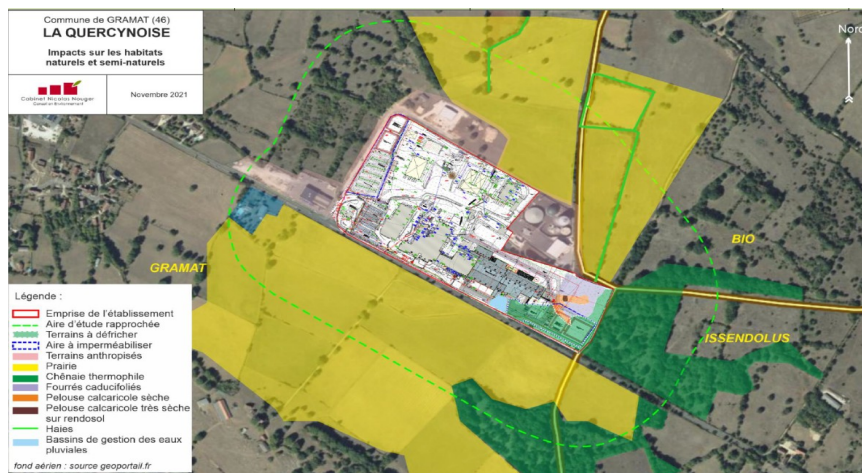 Commune de GRAMAT (46)
LA QUERCYNOISE
Impacts sur les habitats
naturels et semi-naturels
Cabinet Nicolas Nouger
Conseil en Environnement
Novembre 2021
Nord
GRAMAT
BIO
ISSENDOLUS
Légende :
Emprise de l'établissement
Aire d'étude rapprochée
Terrains à défricher
Aire à imperméabiliser
Terrains anthropisés
Prairie
Chênaie thermophile
Fourrés caducifoliés
Pelouse calcaricole sèche
Pelouse calcaricole très sèche
sur rendosol
Haies
Bassins de gestion des eaux
pluviales
fond aérien : source geoportail.fr